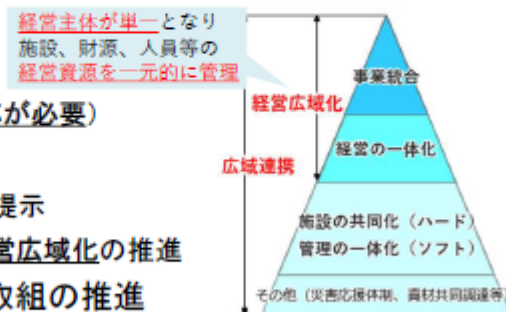 経営主体が単一となり
施設、財源、人員等の
経営資源を一元的に管理
が必要）
提示
営広域化の推進
取組の推進
経営広域化
広域連携
事業統合
経営の一体化
施設の共同化（ハード）
管理の一体化（ソフト）
その他（災害応援体制、資材共同調達等）